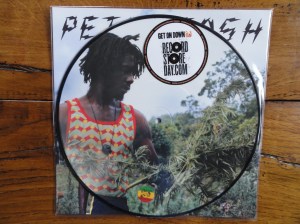 PETER TOSH
GET ON DOWN
RECORD
STORE
DAY.COM